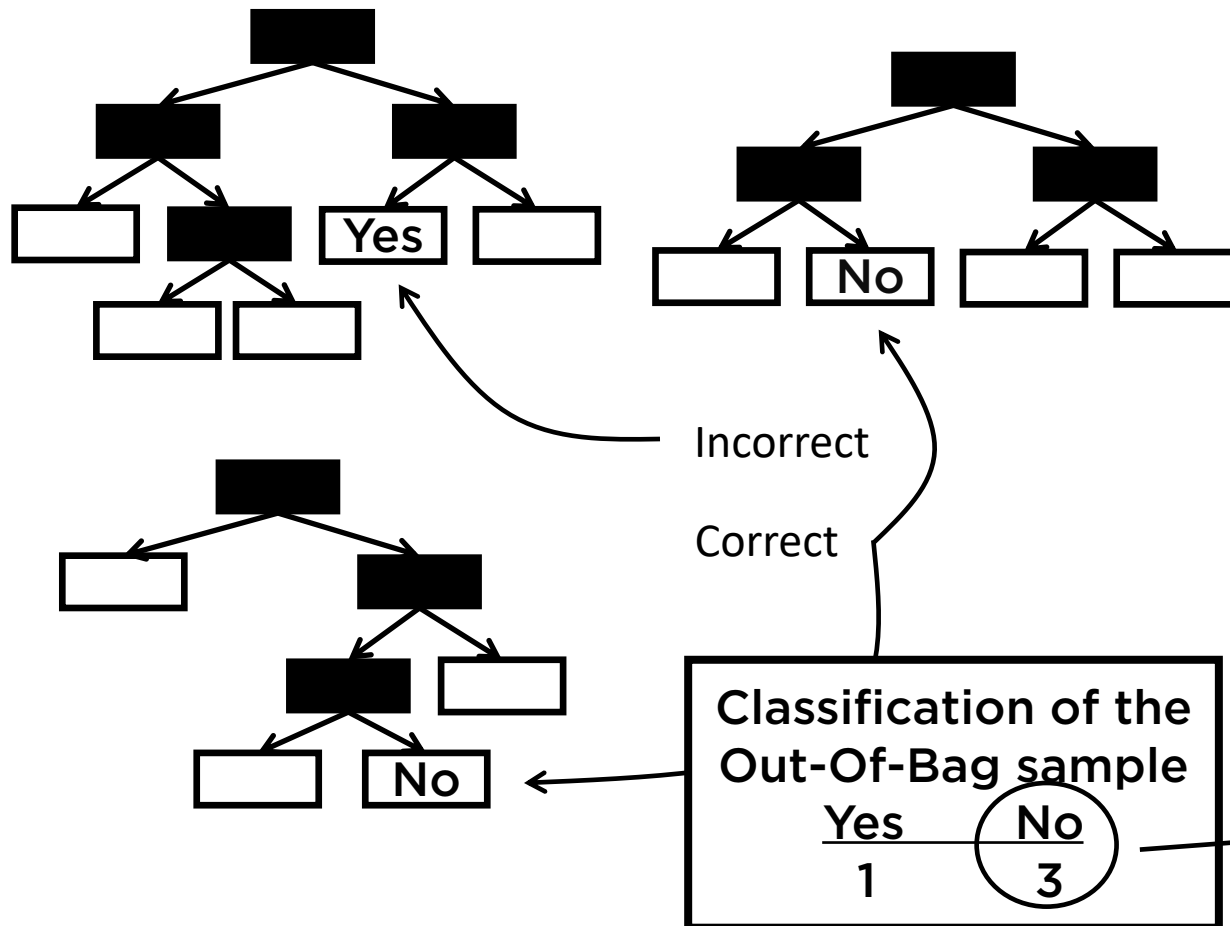 Yes
No
Incorrect
Correct
No
Classification of the
Out-Of-Bag sample
Yes No
1 3